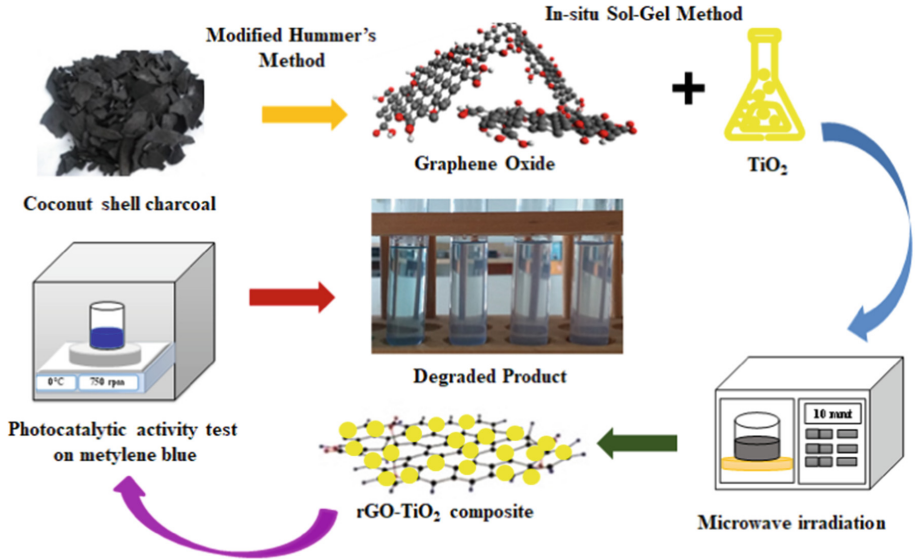 In-situ Sol-Gel Method
Modified Hummer's
Method
Graphene Oxide
+
TiO₂
Coconut shell charcoal
Degraded Product
0°C
750 rpm
Photocatalytic activity test
on metylene blue
10 menit
rGO-TiO₂ composite
Microwave irradiation